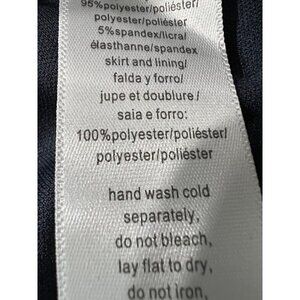 95%polyester/poliéster/
polyester/poliéster
5%spandex/licra/
élasthanne/spandex
skirt and lining/
falda y forro/
jupe et doublure /
saia e forro:
100%polyester/poliéster/
polyester/poliéster
hand wash cold
separately,
do not bleach,
lay flat to dry,
do not iron,